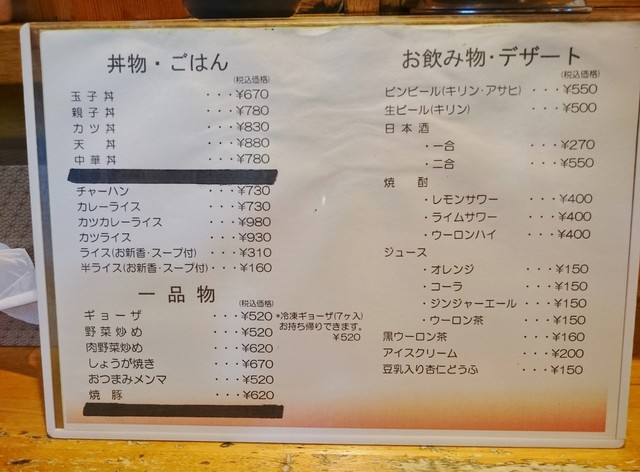 丼物・ごはん
(税込価格)
玉子丼 ・・・¥670
親子丼 ・・・¥780
カツ丼 ・・・¥830
天丼 ・・・¥880
中華丼 ・・・¥780
チャーハン ・・・¥730
カレーライス ・・・¥730
カツカレーライス ・・・¥980
カツライス ・・・¥930
ライス(お新香・スープ付)・・・¥310
半ライス(お新香・スープ付)・・・¥160
一品物
(税込価格)
ギョーザ ・・・¥520
野菜炒め ・・・¥520
肉野菜炒め ・・・¥620
しょうが焼き ・・・¥670
おつまみメンマ ・・・¥520
焼豚 ・・・¥620
*冷凍ギョーザ(7ヶ入)
お持ち帰りできます。
¥520
お飲み物・デザート
(税込価格)
ビンビール(キリン・アサヒ) ・・・¥550
生ビール(キリン) ・・・¥500
日本酒
・一合 ・・・¥270
・二合 ・・・¥550
焼酎
・レモンサワー ・・・¥400
・ライムサワー ・・・¥400
・ウーロンハイ ・・・¥400
ジュース
・オレンジ ・・・¥150
・コーラ ・・・¥150
・ジンジャーエール ・・・¥150
・ウーロン茶 ・・・¥150
黒ウーロン茶 ・・・¥160
アイスクリーム ・・・¥200
豆乳入り杏仁どうふ ・・・¥150